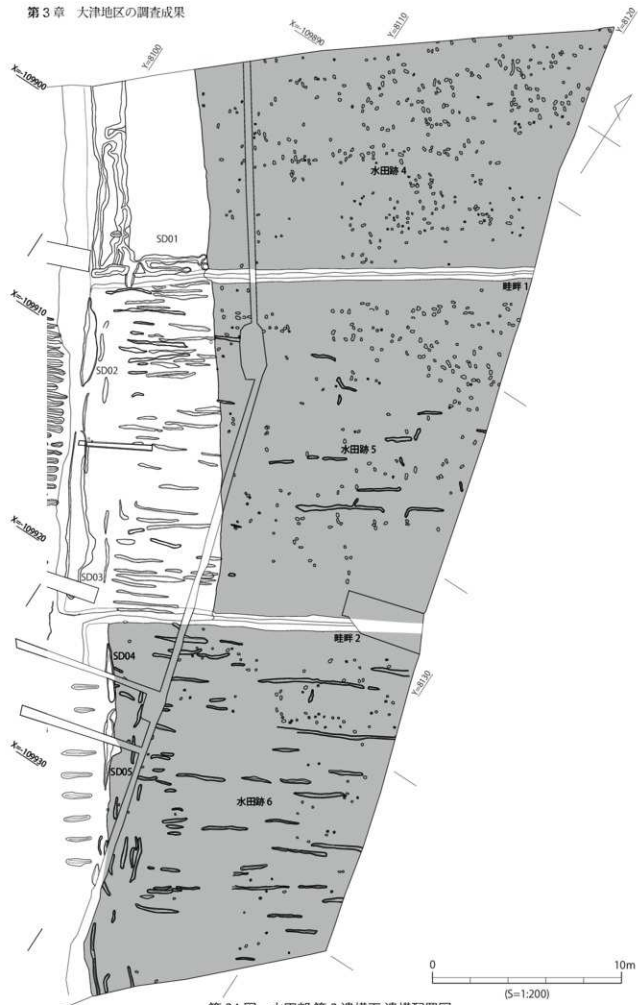 第3章 大津地区の調査成果
Y=8120
Y=8110
X=-109890
Y=8100
X=-109900
水田跡 4
SD01
畦畔 1
X=-109910
SD02
水田跡 5
X=-109920
SD03
畦畔 2
SD04
Y=8130
X=-109930
SD05
水田跡 6
0
10m
(S=1:200)